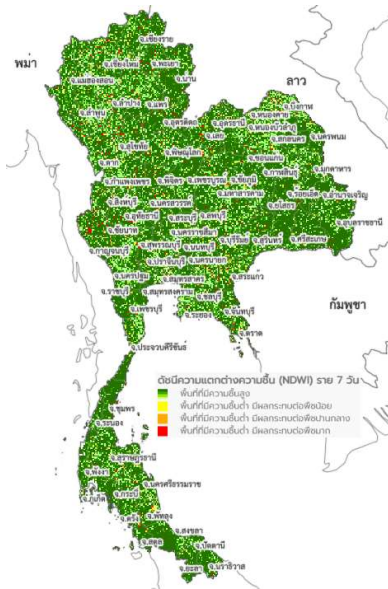 จ.เชียงราย
พม่า
จ.เชียงใหม่
จ.พะเยา
ลาว
จ.แม่ฮ่องสอน
จ.น่าน
จ.ลำปาง
จ.แพร่
จ.บึงกาฬ
จ.ลำพูน
จ.อุตรดิตถ์
จ.อุดรธานี
จ.หนองคาย
จ.เลย
จ.หนองบัวลำภู
จ.สุโขทัย
จ.สกลนคร
จ.นครพนม
จ.พิษณุโลก
จ.ตาก
จ.ขอนแก่น
จ.มุกดาหาร
จ.กาฬสินธุ์
จ.กำแพงเพชร
จ.พิจิตร
จ.เพชรบูรณ์
จ.ชัยภูมิ
จ.มหาสารคาม
จ.ร้อยเอ็ด
จ.อำนาจเจริญ
จ.สิงห์บุรี
จ.นครสวรรค์
จ.ยโสธร
จ.อุทัยธานี
จ.สระบุรี
จ.ลพบุรี
จ.อุบลราชธานี
จ.ชัยนาท
จ.นครราชสีมา
จ.บุรีรัมย์
จ.สุรินทร์
จ.ศรีสะเกษ
จ.กาญจนบุรี
จ.สุพรรณบุรี
จ.นนทบุรี
จ.ปราจีนบุรี
จ.นครนายก
จ.นครปฐม
จ.สมุทรสาคร
จ.สระแก้ว
จ.ราชบุรี
จ.สมุทรสงคราม
จ.ชลบุรี
จ.เพชรบุรี
จ.ระยอง
จ.จันทบุรี
กัมพูชา
จ.ตราด
จ.ประจวบคีรีขันธ์
ดัชนีความแตกต่างความชื้น (NDWI) ราย 7 วัน
พื้นที่ที่มีความชื้นสูง
พื้นที่ที่มีความชื้นต่ำ มีผลกระทบต่อพืชน้อย
พื้นที่ที่มีความชื้นต่ำ มีผลกระทบต่อพืชปานกลาง
พื้นที่ที่มีความชื้นต่ำ มีผลกระทบต่อพืชมาก
จ.ชุมพร
จ.ระนอง
จ.สุราษฎร์ธานี
จ.พังงา
จ.นครศรีธรรมราช
จ.กระบี่
จ.ภูเก็ต
จ.ตรัง
จ.พัทลุง
จ.สงขลา
จ.สตูล
จ.ปัตตานี
จ.ยะลา
จ.นราธิวาส